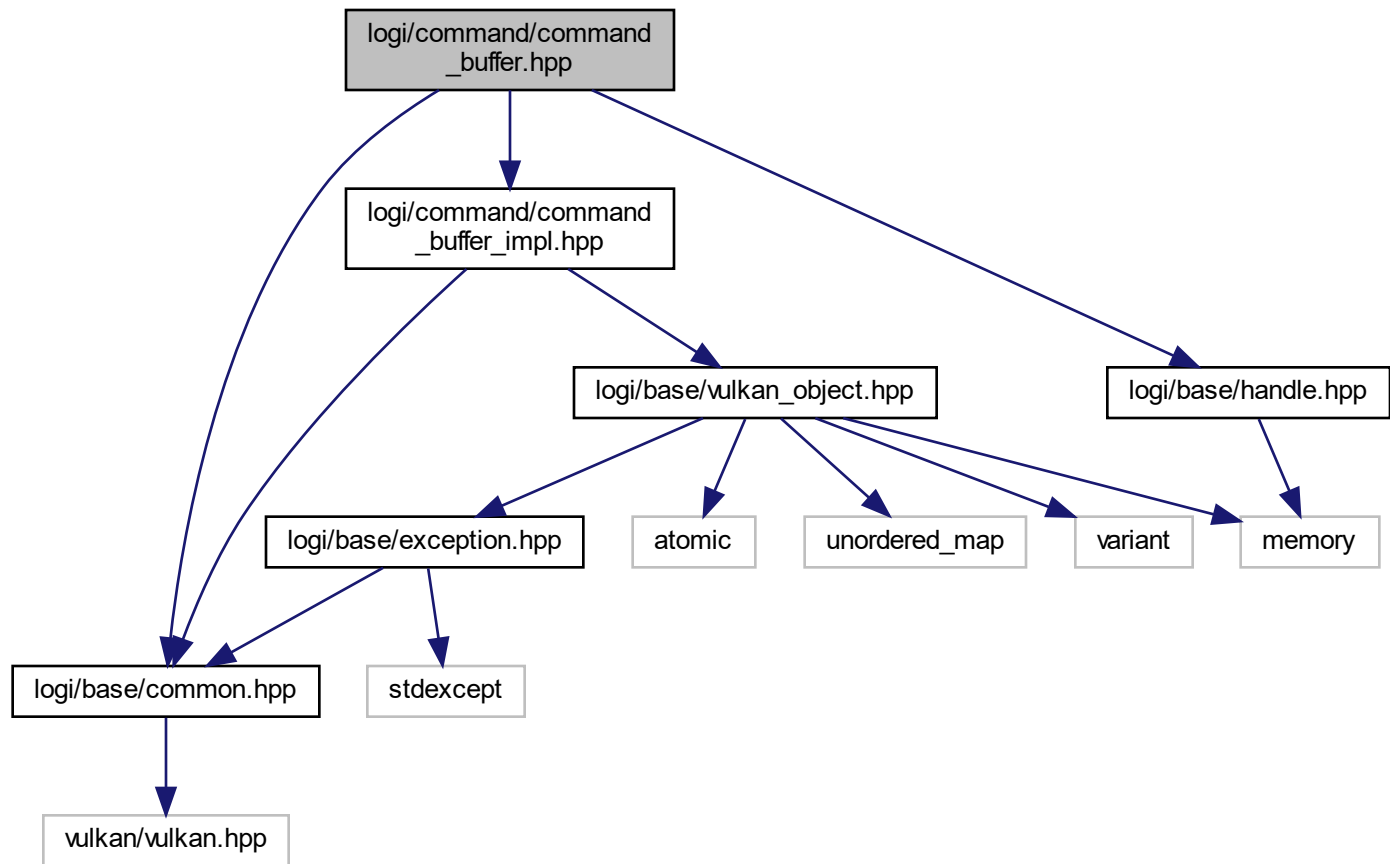 logi/command/command
_buffer.hpp
logi/command/command
_buffer_impl.hpp
logi/base/vulkan_object.hpp
logi/base/handle.hpp
logi/base/exception.hpp
atomic
unordered_map
variant
memory
logi/base/common.hpp
stdexcept
vulkan/vulkan.hpp